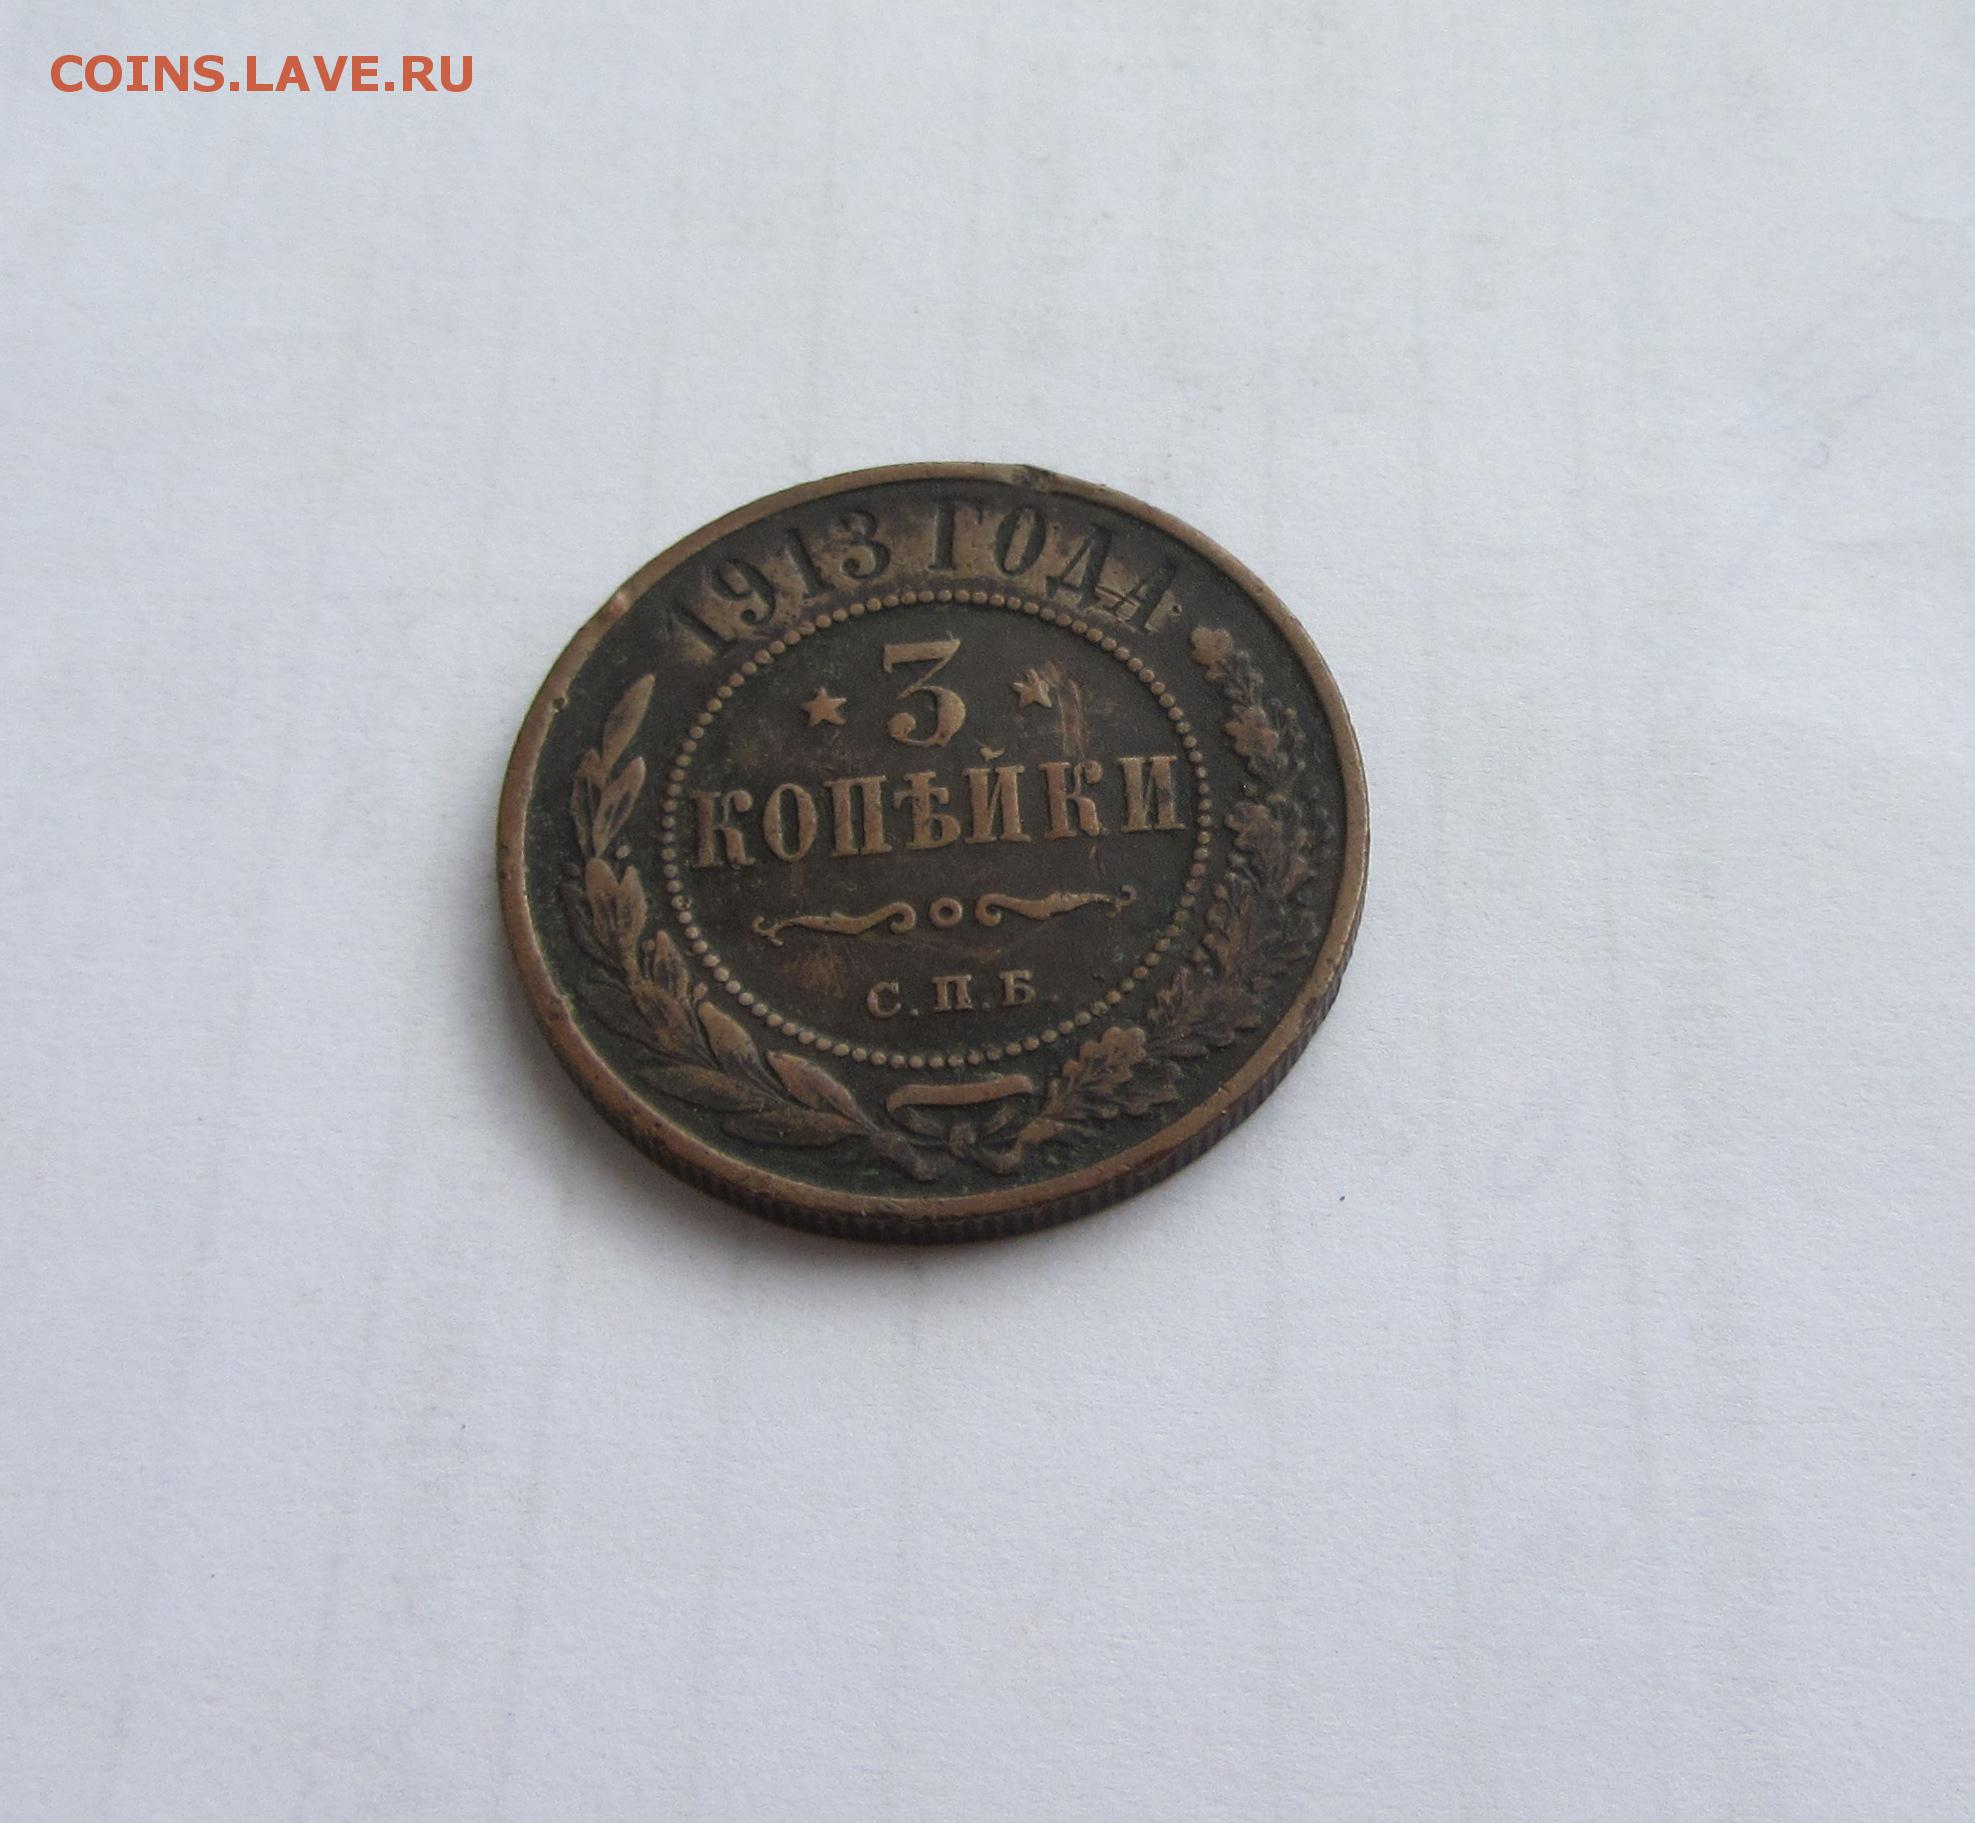 COINS.LAVE.RU
1913 ГОДА
3
КОПѢЙКИ
С.П.Б.